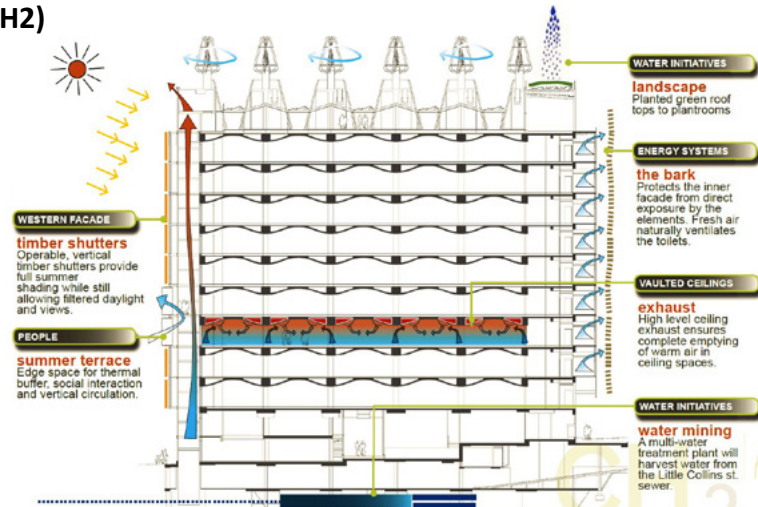 H2)
WATER INITIATIVES
landscape
Planted green roof
tops to plantrooms
ENERGY SYSTEMS
the bark
Protects the inner
facade from direct
exposure by the
elements. Fresh air
naturally ventilates
the toilets.
WESTERN FACADE
timber shutters
Operable, vertical
timber shutters provide
full summer
shading while still
allowing filtered daylight
and views.
PEOPLE
summer terrace
Edge space for thermal
buffer, social interaction
and vertical circulation.
VAULTED CEILINGS
exhaust
High level ceiling
exhaust ensures
complete emptying
of warm air in
ceiling spaces.
WATER INITIATIVES
water mining
A multi-water
treatment plant will
harvest water from
the Little Collins st.
sewer.
CH2